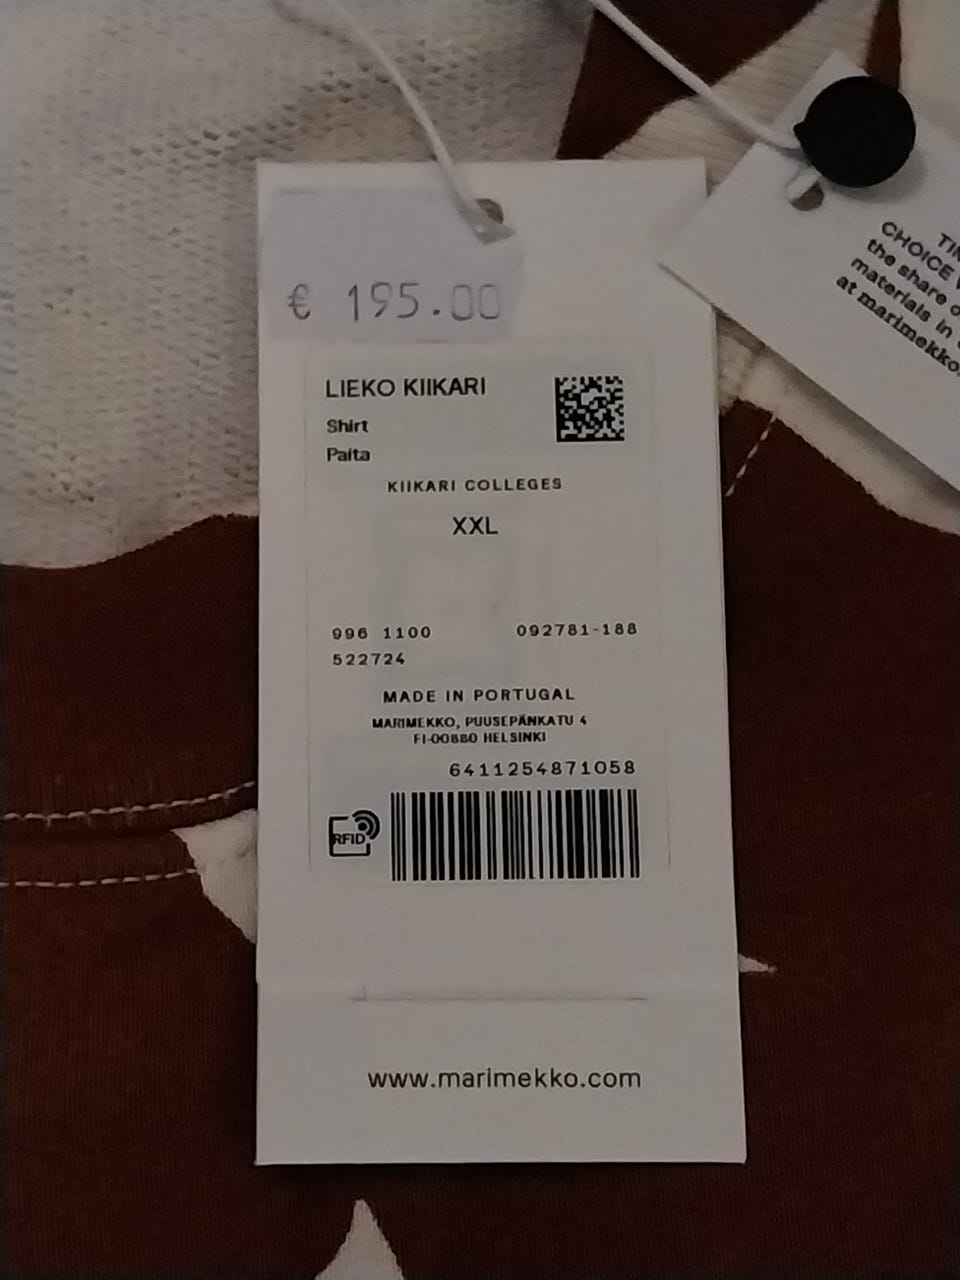 € 195.00
LIEKO KIIKARI
Shirt
Paita
KIIKARI COLLEGES
XXL
996 1100 092781-188
522724
MADE IN PORTUGAL
MARIMEKKO, PUUSEPÄNKATU 4
FI-00880 HELSINKI
6411254871058
RFID
www.marimekko.com
CHOICE
the share
materials in
at marimekko.